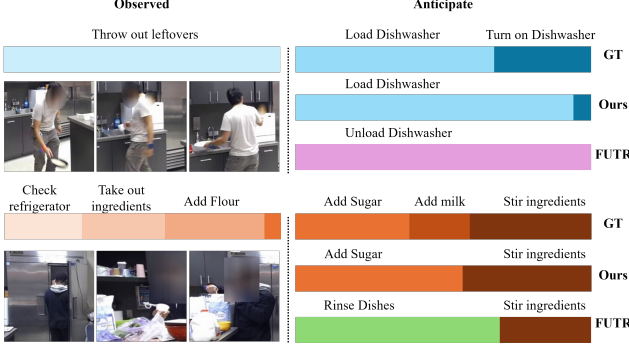 Observed
Anticipate
Throw out leftovers
Load Dishwasher
Turn on Dishwasher
GT
Load Dishwasher
Ours
Unload Dishwasher
FUTR
Check
refrigerator
Take out
ingredients
Add Flour
Add Sugar
Add milk
Stir ingredients
GT
Add Sugar
Stir ingredients
Ours
Rinse Dishes
Stir ingredients
FUTR